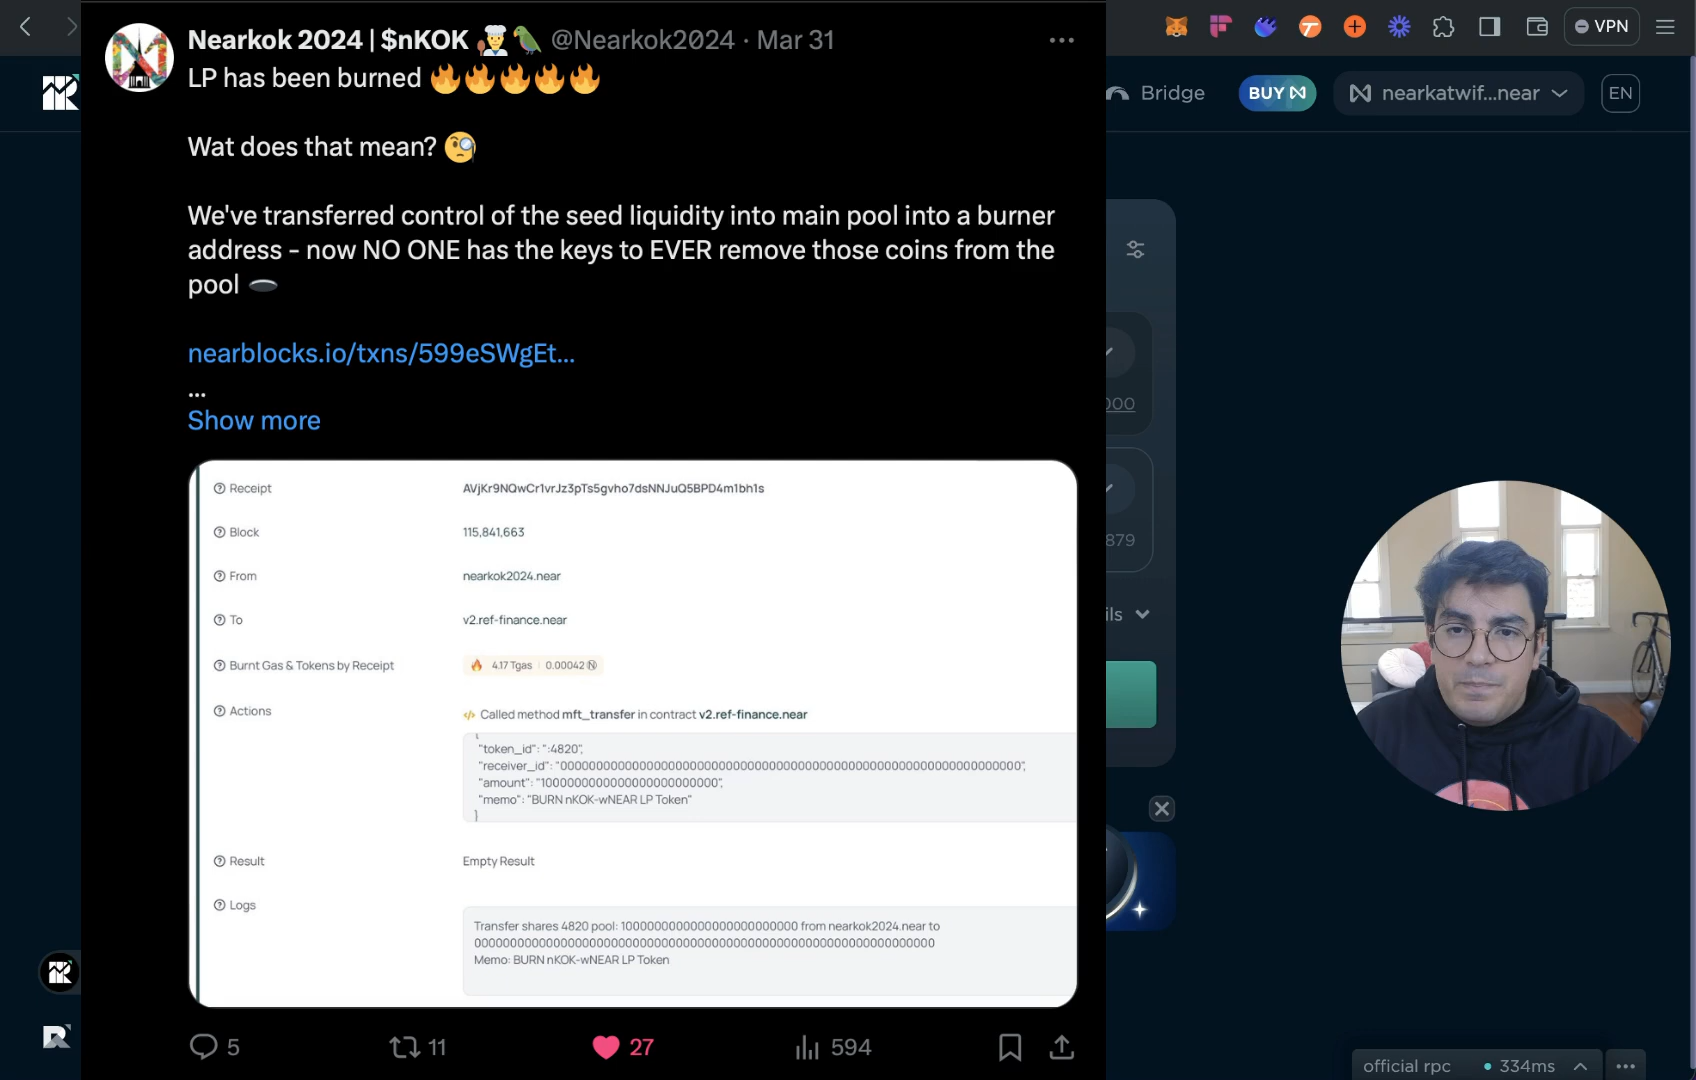 Nearkok 2024 | $nKOK 👨‍🍳🦜 @Nearkok2024 · Mar 31
LP has been burned 🔥🔥🔥🔥🔥
Wat does that mean? 🧐
We've transferred control of the seed liquidity into main pool into a burner
address - now NO ONE has the keys to EVER remove those coins from the
pool 🕳️
nearblocks.io/txns/599eSWgEt...
...
Show more
Receipt
AVjKr9NQwCr1vrJz3pTs5gvho7dsNNJuQ5BPD4m1bh1s
Block
115,841,663
From
nearkok2024.near
To
v2.ref-finance.near
Burnt Gas & Tokens by Receipt
🔥 4.17 Tgas | 0.00042 Ⓝ
Actions
Called method mft_transfer in contract v2.ref-finance.near
"token_id": ":4820",
"amount": "100000000000000000000000",
"memo": "BURN nKOK-wNEAR LP Token"
}
Result
Empty Result
Logs
Transfer shares 4820 pool: 100000000000000000000000 from nearkok2024.near to
Memo: BURN nKOK-wNEAR LP Token
5
11
27
594
VPN
Bridge
BUY
nearkatwif...near
EN
000
879
ils
official rpc
334ms